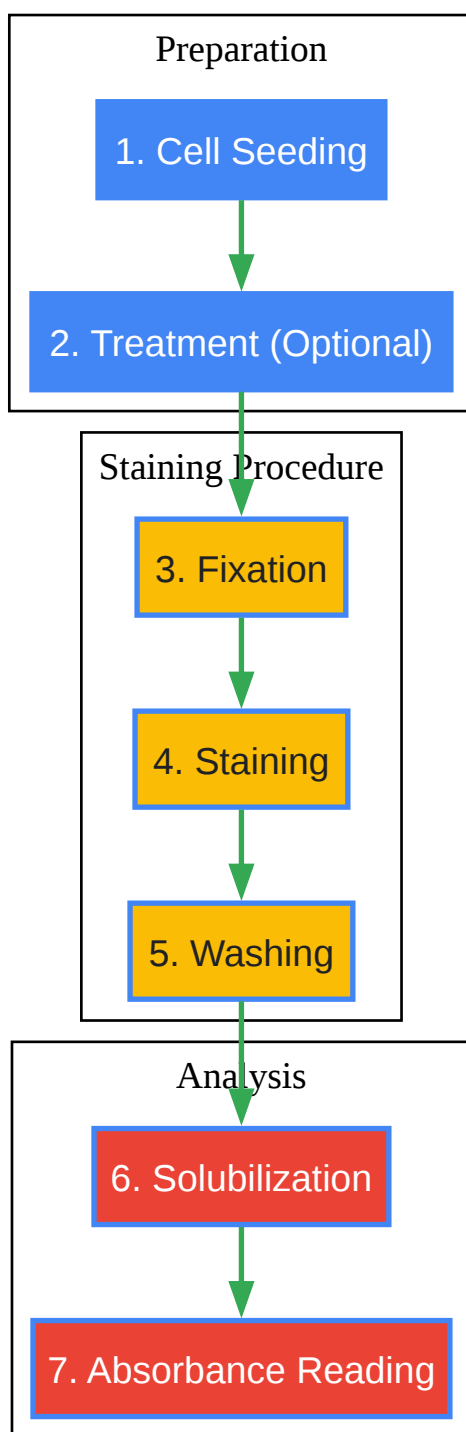 Preparation
1. Cell Seeding
2. Treatment (Optional)
Staining Procedure
3. Fixation
4. Staining
5. Washing
Analysis
6. Solubilization
7. Absorbance Reading